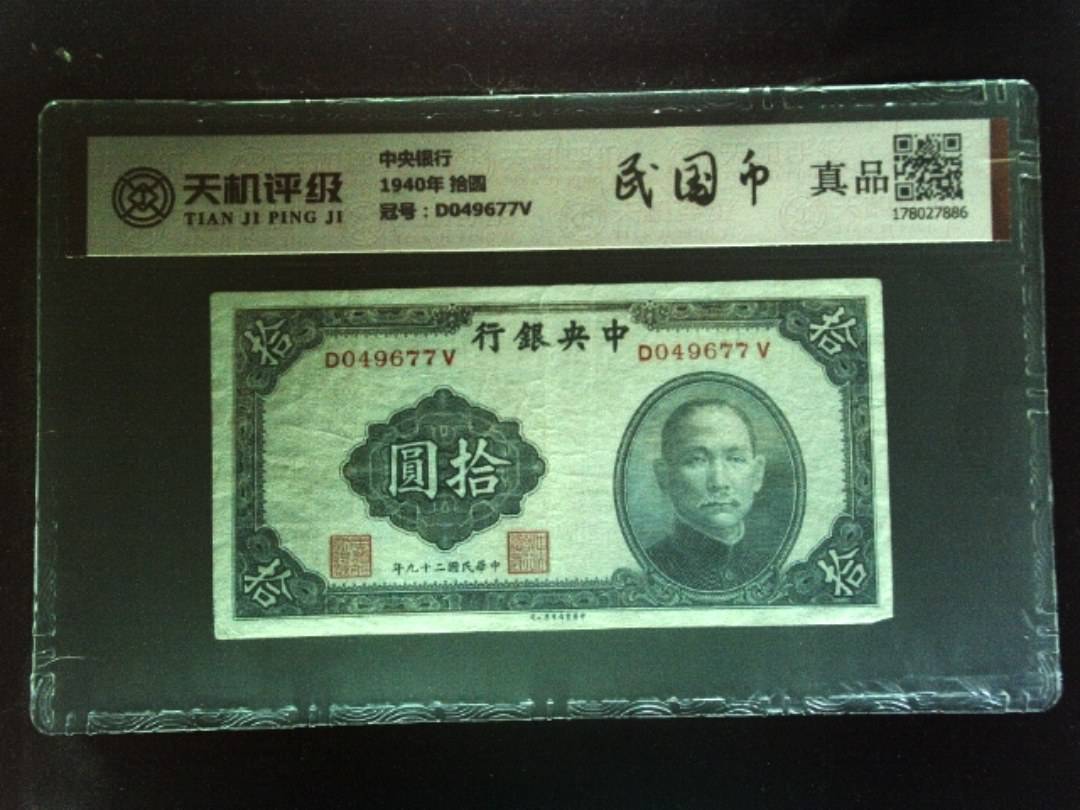 天机评级
TIAN JI PING JI
中央银行
1940年 拾圆
冠号：D049677V
民国币
真品
178027886
拾
拾
行銀央中
D049677V
D049677V
圓拾
年九十二國民華中
拾
拾